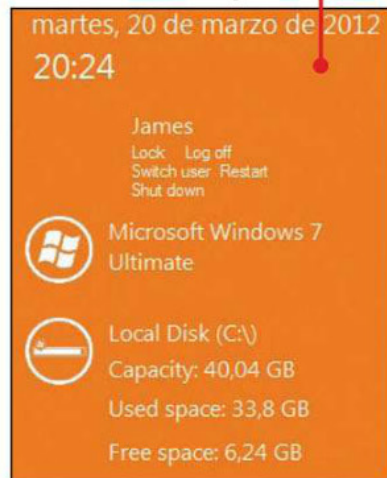 martes, 20 de marzo de 2012
20:24
James
Lock Log off
Switch user Restart
Shut down
Microsoft Windows 7
Ultimate
Local Disk (C:\)
Capacity: 40,04 GB
Used space: 33,8 GB
Free space: 6,24 GB